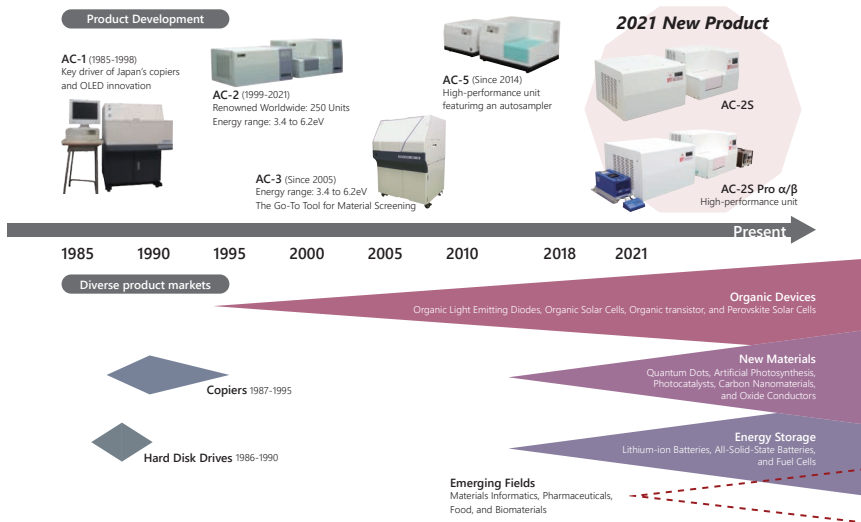 Product Development
2021 New Product
AC-1 (1985-1998)
Key driver of Japan's copiers
and OLED innovation
AC-2 (1999-2021)
Renowned Worldwide: 250 Units
Energy range: 3.4 to 6.2eV
AC-5 (Since 2014)
High-performance unit
featuring an autosampler
AC-2S
AC-3 (Since 2005)
Energy range: 3.4 to 6.2eV
The Go-To Tool for Material Screening
AC-2S Pro α/β
High-performance unit
Present
1985 1990 1995 2000 2005 2010 2018 2021
Diverse product markets
Organic Devices
Organic Light Emitting Diodes, Organic Solar Cells, Organic transistor, and Perovskite Solar Cells
New Materials
Quantum Dots, Artificial Photosynthesis,
Photocatalysts, Carbon Nanomaterials,
and Oxide Conductors
Copiers 1987-1995
Energy Storage
Lithium-ion Batteries, All-Solid-State Batteries,
and Fuel Cells
Hard Disk Drives 1986-1990
Emerging Fields
Materials Informatics, Pharmaceuticals,
Food, and Biomaterials